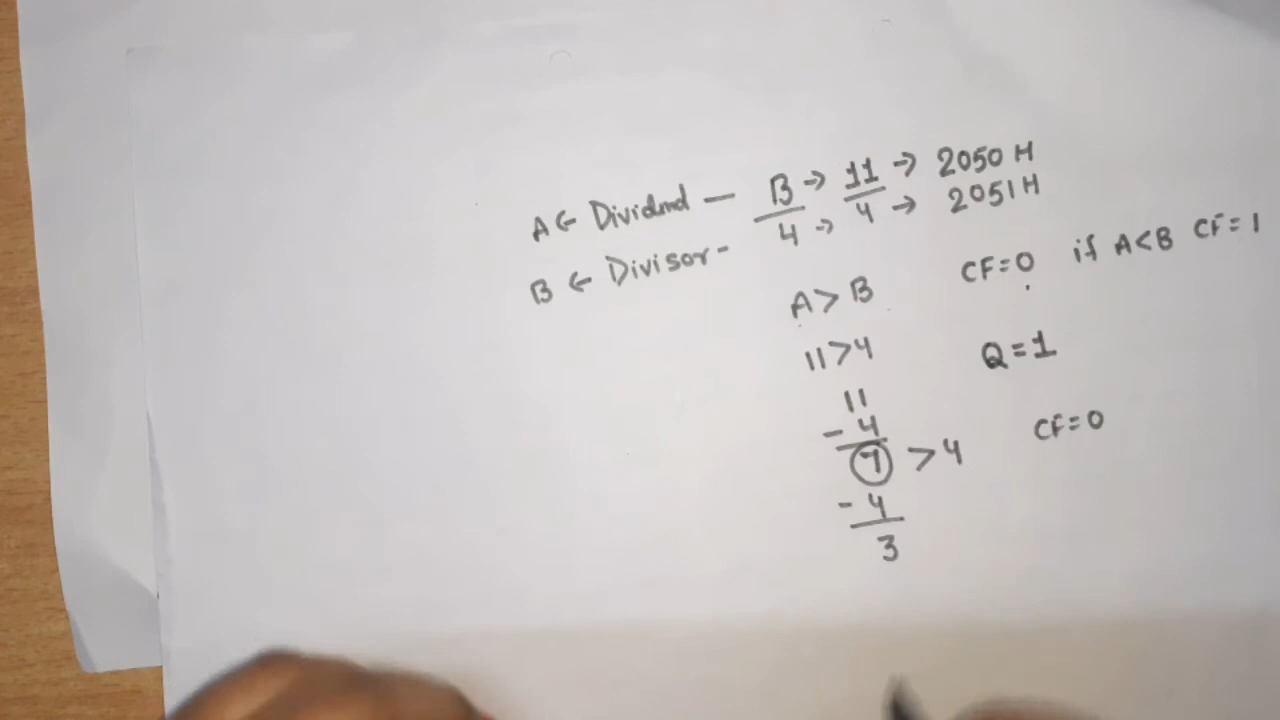 A ← Dividend — B → 11 → 2050 H
B ← Divisor - 4 → 4 → 2051 H
A > B CF=0 if A<B CF=1
11>4 Q=1
11
- 4
7 > 4 CF=0
- 4
3